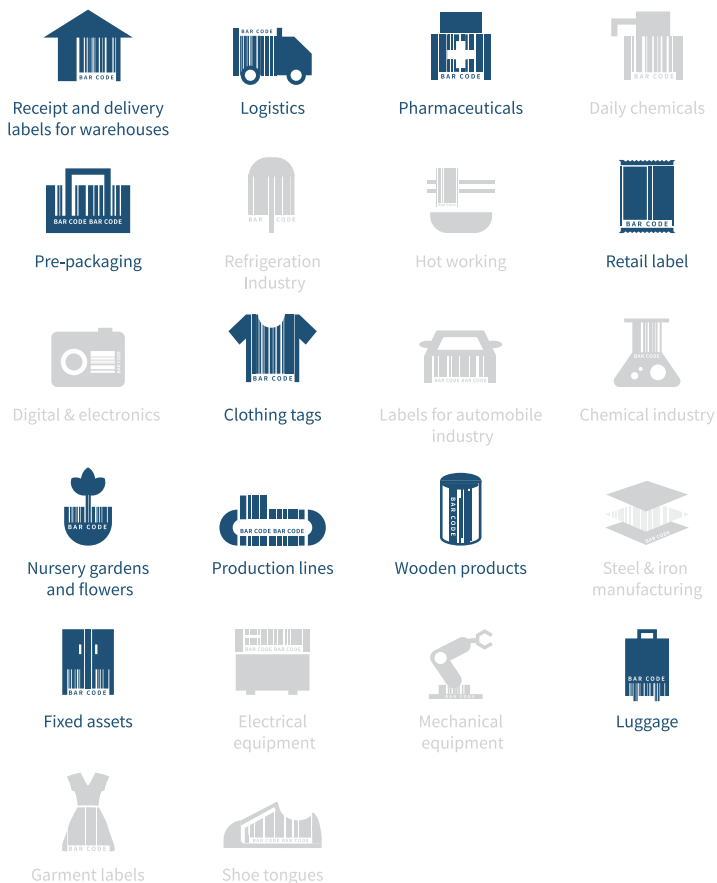 BAR CODE
BAR CODE
BAR CODE
BAR CODE
Receipt and delivery
labels for warehouses
Logistics
Pharmaceuticals
Daily chemicals
BAR CODE BAR CODE
BAR CODE
BAR CODE
Pre-packaging
Refrigeration
Industry
Hot working
Retail label
BAR CODE
BAR CODE
BAR CODE BAR CODE
BAR CODE
Digital & electronics
Clothing tags
Labels for automobile
industry
Chemical industry
BAR CODE
BAR CODE BAR CODE
BAR CODE
BAR CODE
Nursery gardens
and flowers
Production lines
Wooden products
Steel & iron
manufacturing
BAR CODE
BAR CODE BAR CODE
BAR CODE
Fixed assets
Electrical
equipment
Mechanical
equipment
Luggage
BAR CODE
BAR CODE BAR CODE
Garment labels
Shoe tongues